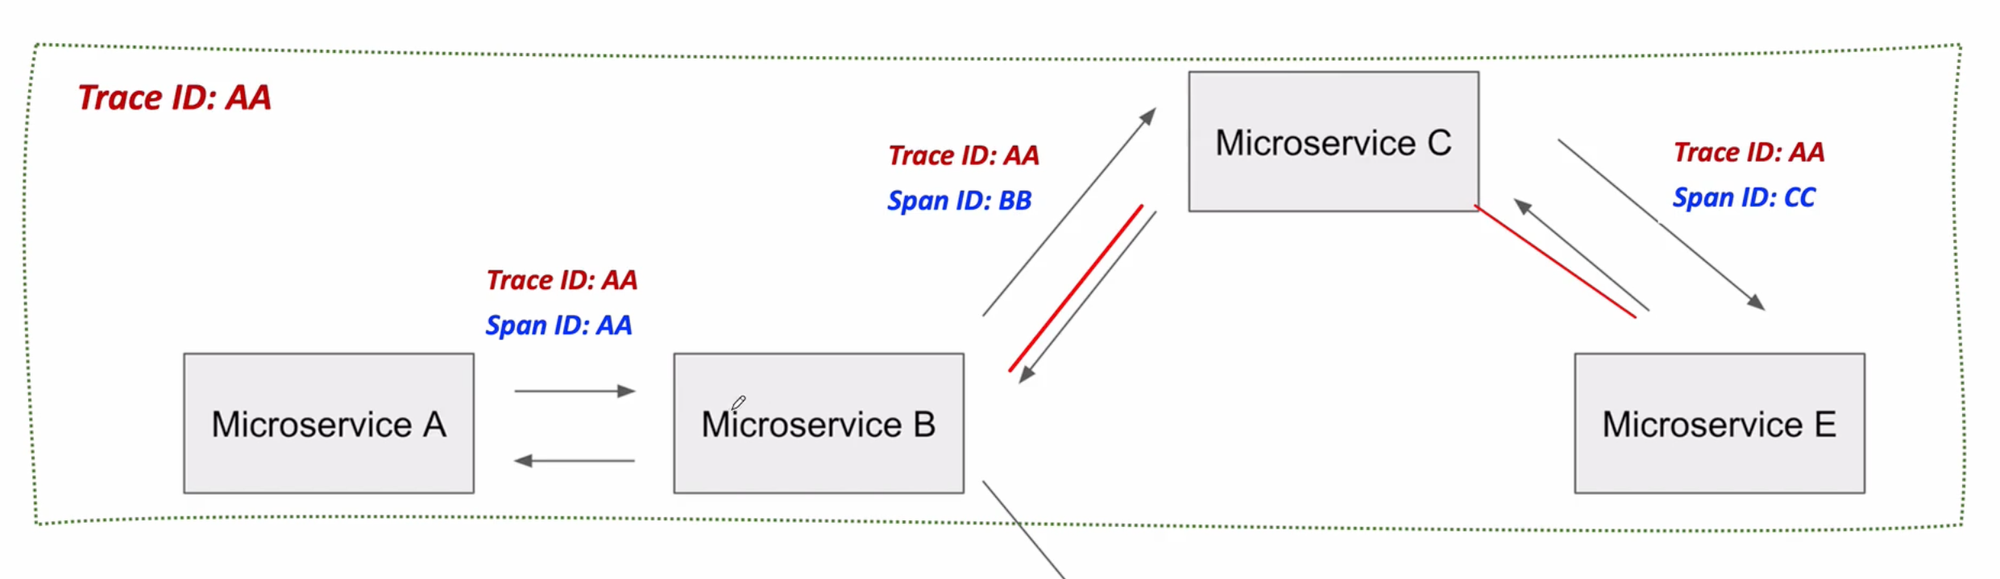 Trace ID: AA
Microservice C
Trace ID: AA
Span ID: BB
Trace ID: AA
Span ID: CC
Trace ID: AA
Span ID: AA
Microservice A
Microservice B
Microservice E